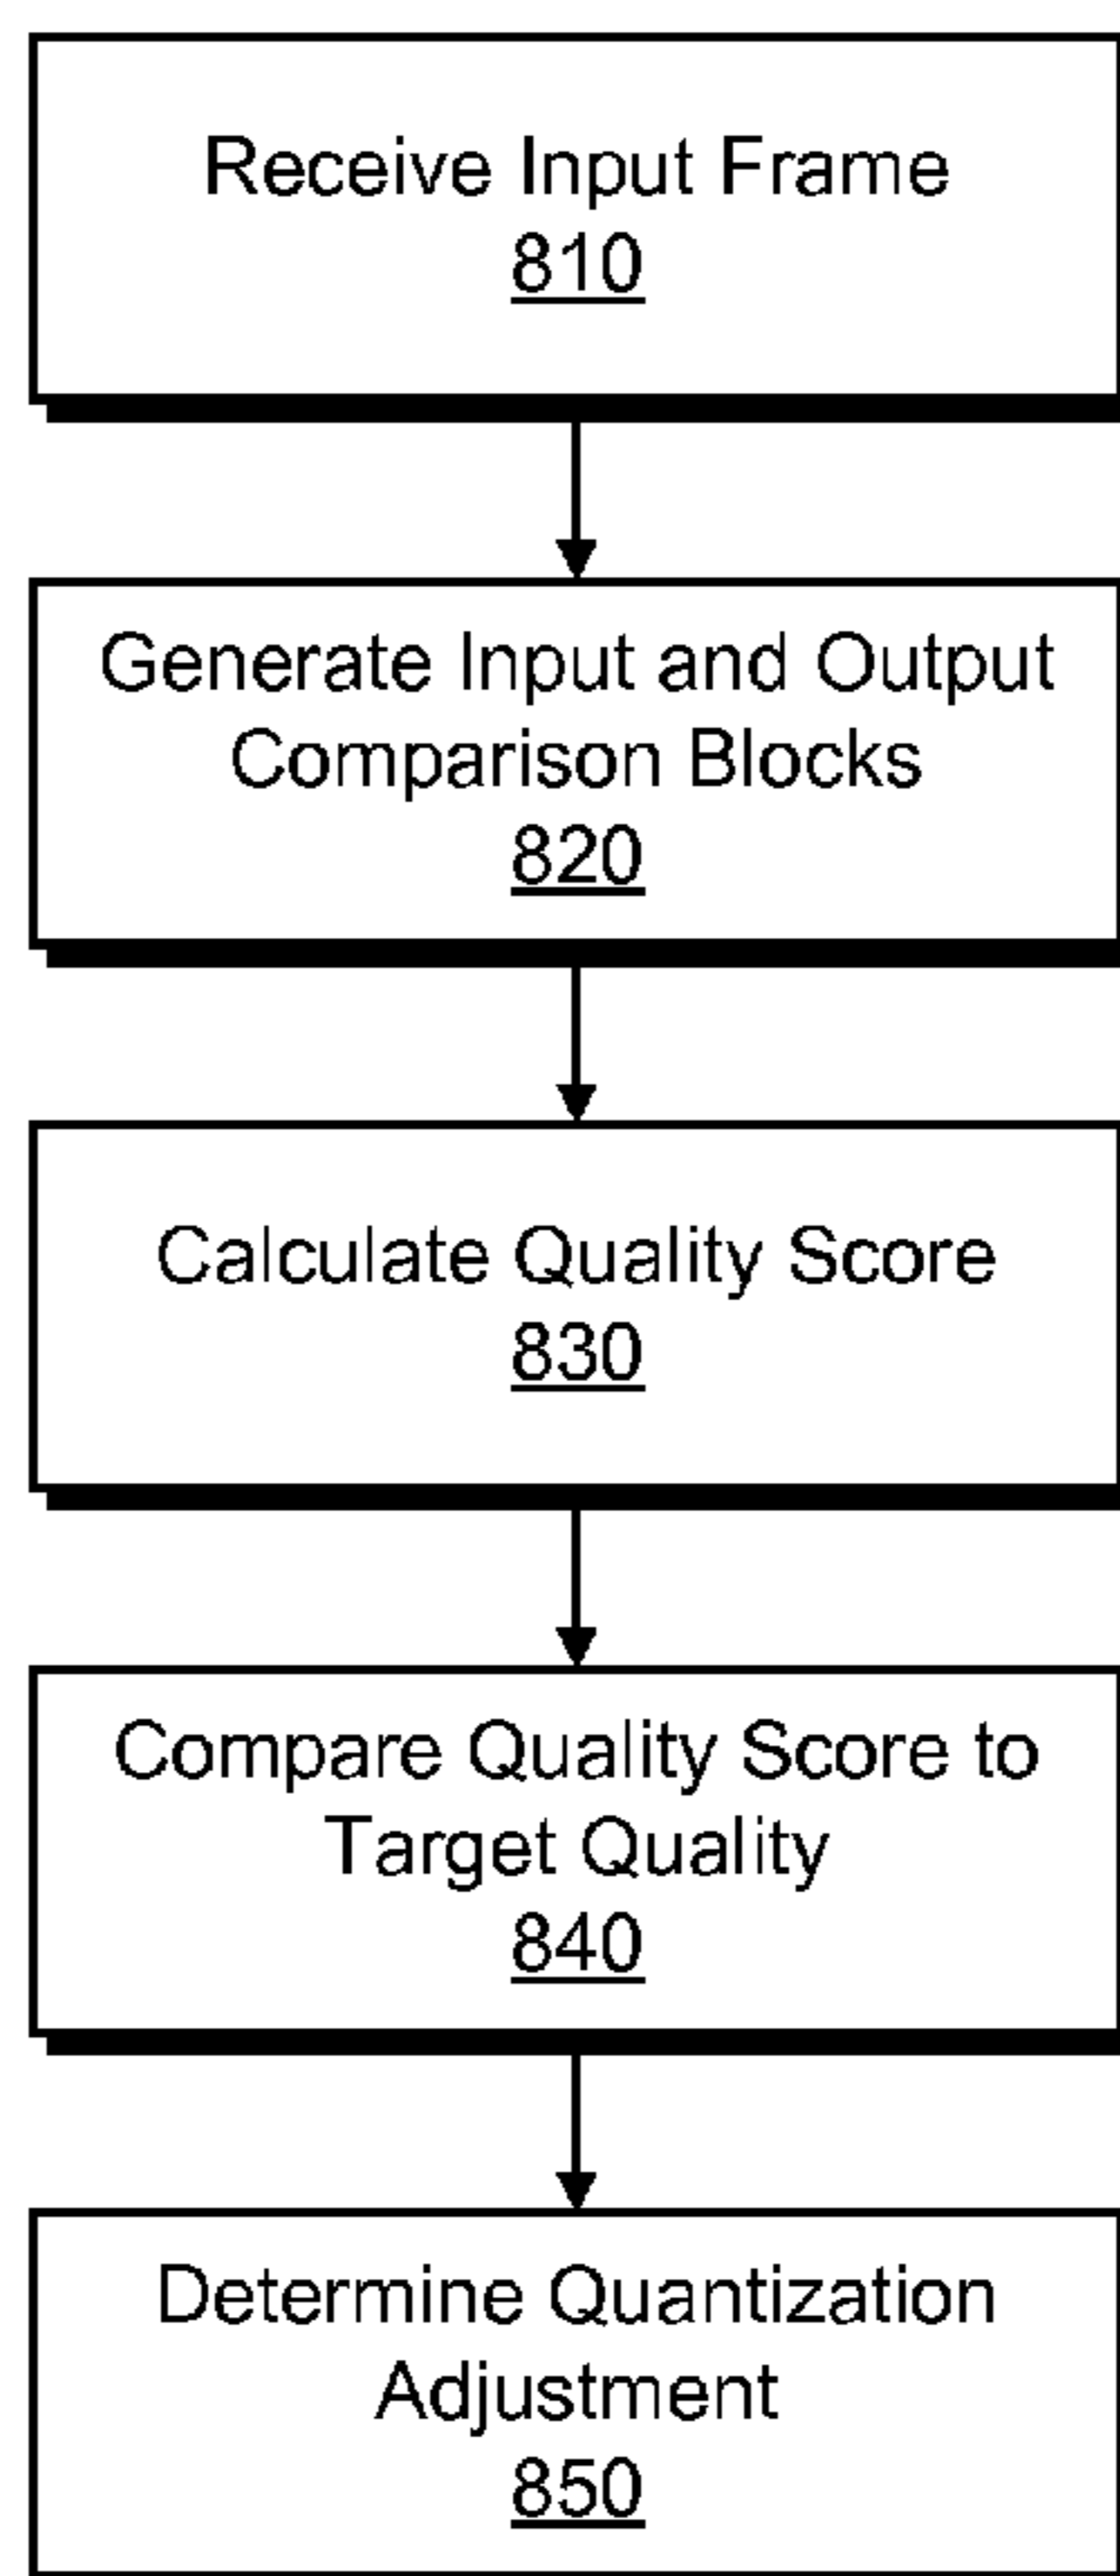 Receive Input Frame
810
Generate Input and Output
Comparison Blocks
820
Calculate Quality Score
830
Compare Quality Score to
Target Quality
840
Determine Quantization
Adjustment
850